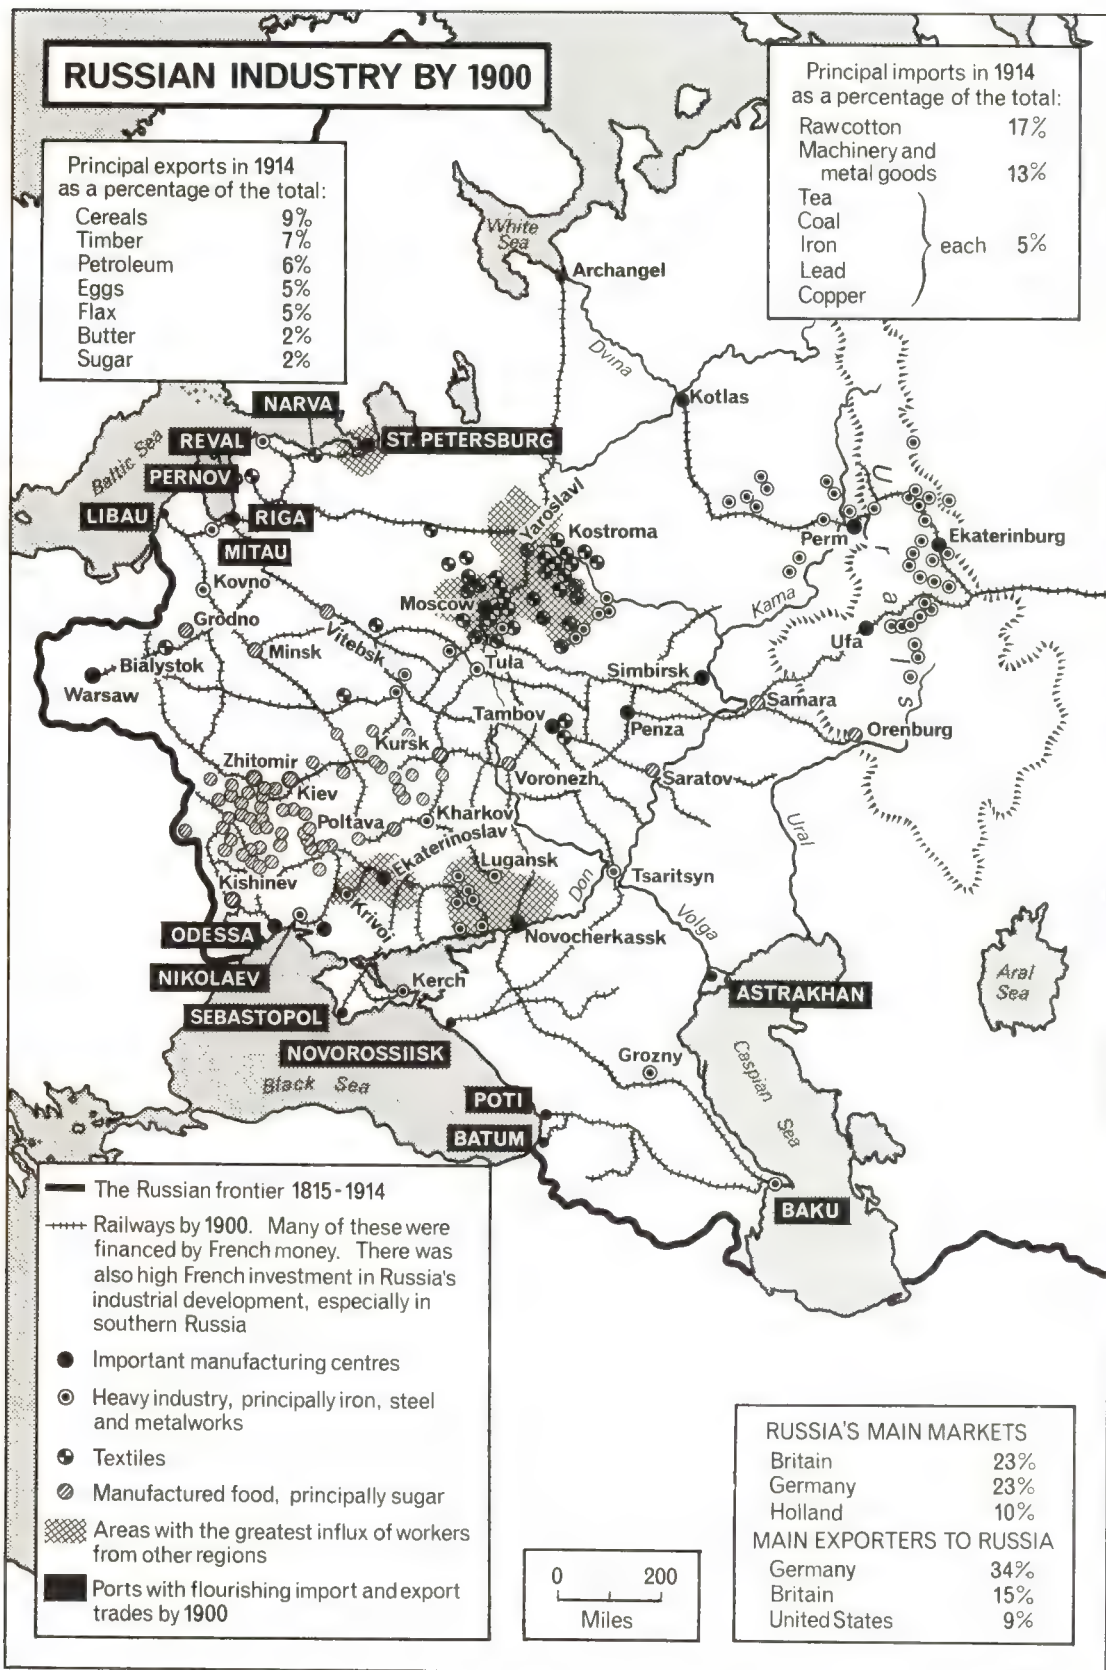 RUSSIAN INDUSTRY BY 1900
Principal exports in 1914
as a percentage of the total:
Cereals 9%
Timber 7%
Petroleum 6%
Eggs 5%
Flax 5%
Butter 2%
Sugar 2%
Principal imports in 1914
as a percentage of the total:
Raw cotton 17%
Machinery and
metal goods 13%
Tea
Coal
Iron each 5%
Lead
Copper
White
Sea
Archangel
Dvina
Kotlas
NARVA
REVAL
ST. PETERSBURG
Baltic Sea
PERNOV
LIBAU
RIGA
MITAU
Yaroslavl
Kostroma
Perm
Ekaterinburg
Urals
Kovno
Moscow
Kama
Grodno
Vitebsk
Ufa
Bialystok
Minsk
Tula
Simbirsk
Warsaw
Samara
Tambov
Penza
Orenburg
Kursk
Zhitomir
Voronezh
Saratov
Kiev
Poltava
Kharkov
Ekaterinoslav
Ural
Lugansk
Kishinev
Don
Tsaritsyn
Krivoi
Volga
ODESSA
Novocherkassk
NIKOLAEV
Kerch
Aral
Sea
ASTRAKHAN
SEBASTOPOL
NOVOROSSIISK
Grozny
Caspian
Sea
Black Sea
POTI
BATUM
BAKU
The Russian frontier 1815-1914
Railways by 1900. Many of these were
financed by French money. There was
also high French investment in Russia's
industrial development, especially in
southern Russia
Important manufacturing centres
Heavy industry, principally iron, steel
and metalworks
Textiles
Manufactured food, principally sugar
Areas with the greatest influx of workers
from other regions
Ports with flourishing import and export
trades by 1900
0 200
Miles
RUSSIA'S MAIN MARKETS
Britain 23%
Germany 23%
Holland 10%
MAIN EXPORTERS TO RUSSIA
Germany 34%
Britain 15%
United States 9%